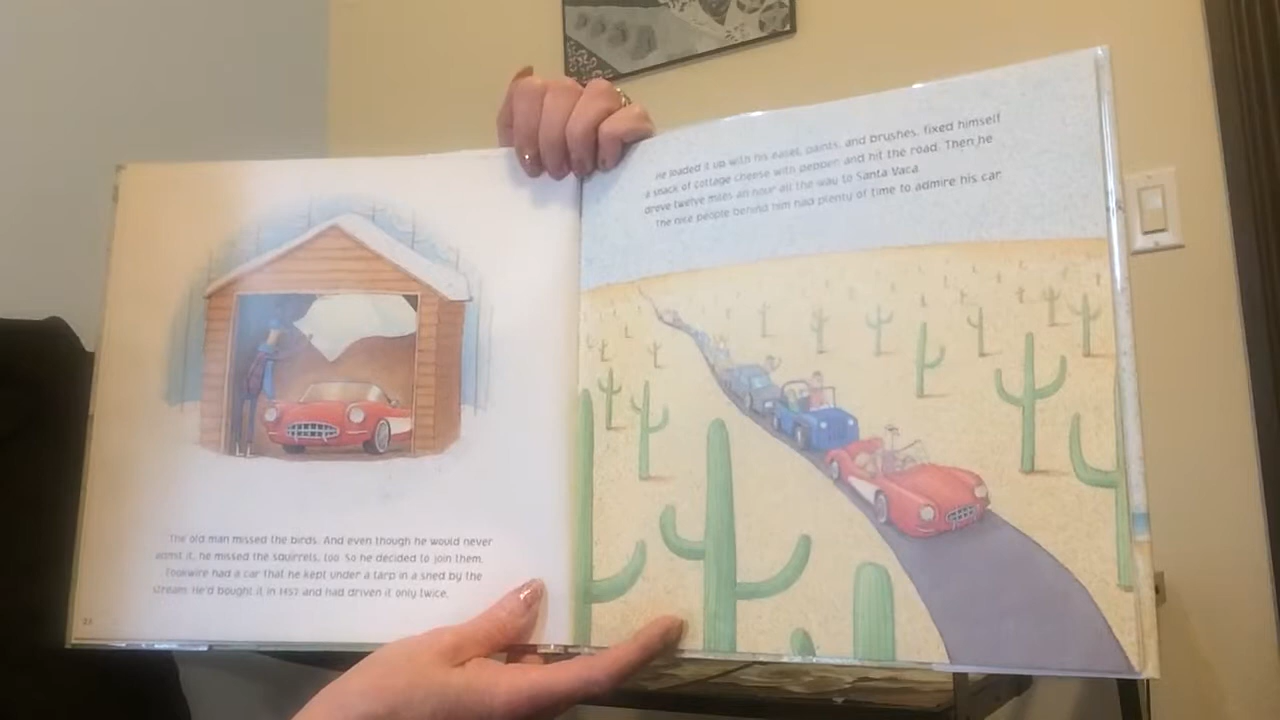 The old man missed the birds. And even though he would never
admit it, he missed the squirrels, too. So he decided to join them.
Lookwire had a car that he kept under a tarp in a shed by the
stream. He'd bought it in 1957 and had driven it only twice.
23
He loaded it up with his easel, paints, and brushes, fixed himself
a snack of cottage cheese with pepper, and hit the road. Then he
drove twelve miles an hour all the way to Santa Vaca.
The nice people behind him had plenty of time to admire his car.